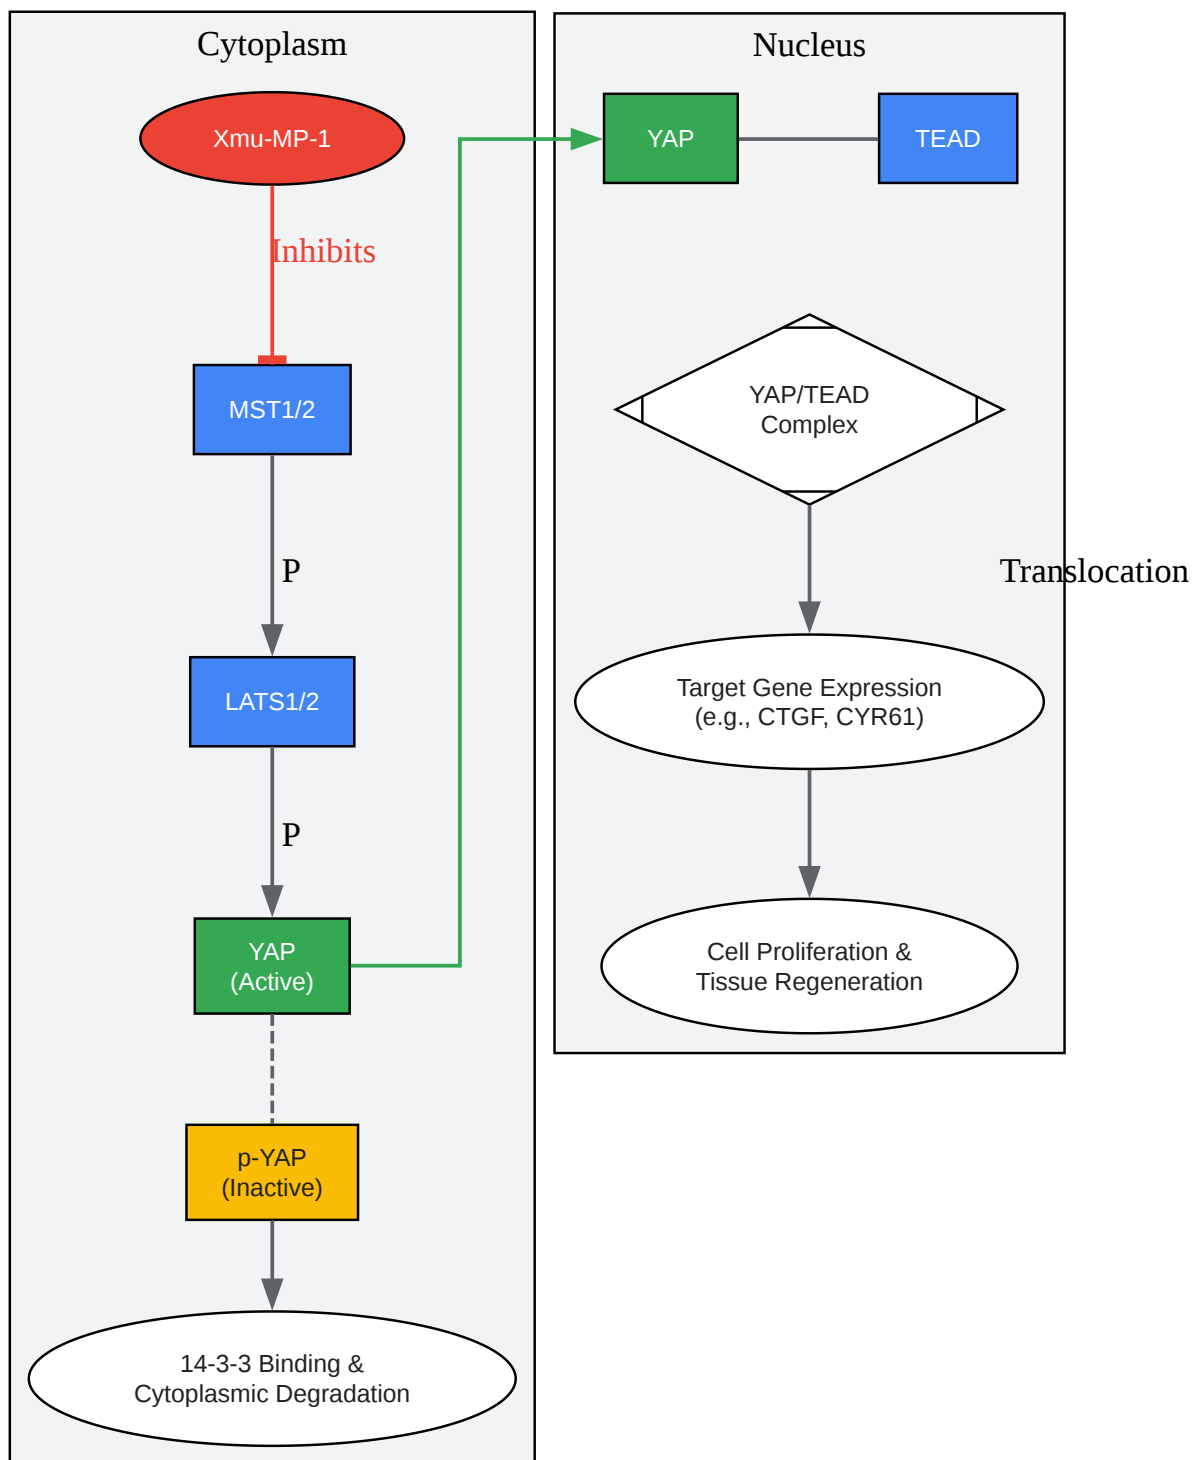 Cytoplasm
Xmu-MP-1
Inhibits
MST1/2
P
LATS1/2
P
YAP
(Active)
p-YAP
(Inactive)
14-3-3 Binding &
Cytoplasmic Degradation
Nucleus
YAP
TEAD
YAP/TEAD
Complex
Translocation
Target Gene Expression
(e.g., CTGF, CYR61)
Cell Proliferation &
Tissue Regeneration